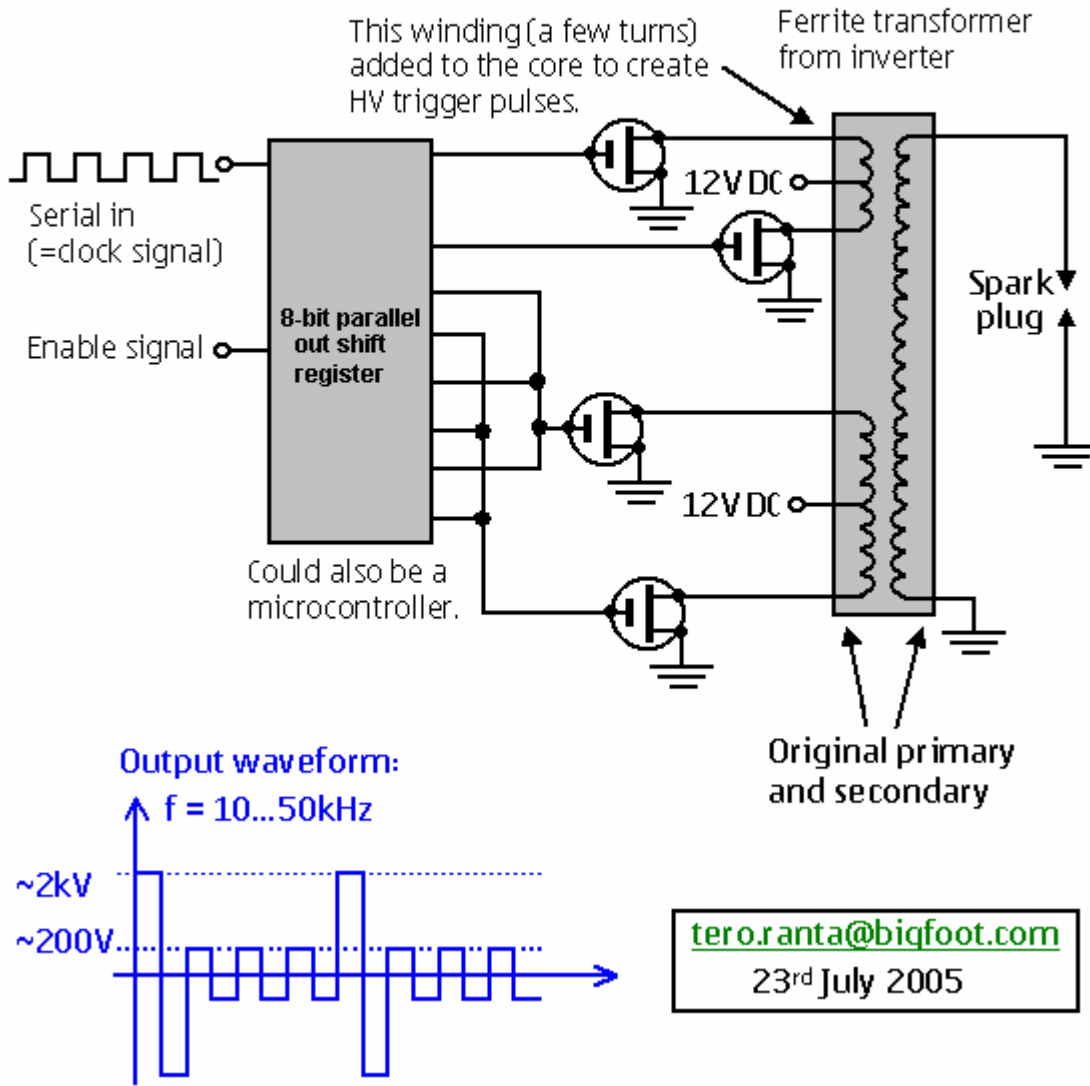 This winding (a few turns)
added to the core to create
HV trigger pulses.
Ferrite transformer
from inverter
Serial in
(=clock signal)
12V DC
Enable signal
8-bit parallel
out shift
register
Spark
plug
12V DC
Could also be a
microcontroller.
Original primary
and secondary
Output waveform:
f = 10...50kHz
~2kV
~200V
tero.ranta@bigfoot.com
23rd July 2005